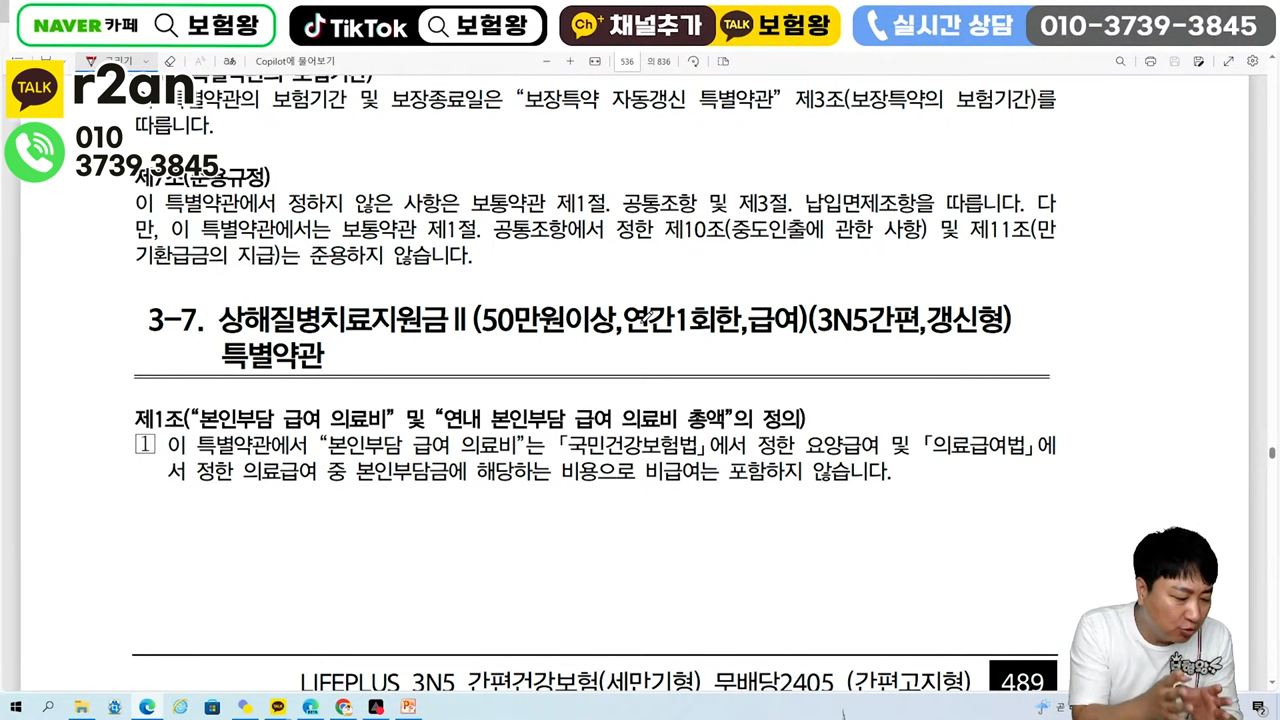 NAVER 카페 보험왕 TikTok 보험왕 Ch+ 채널추가 TALK 보험왕 실시간 상담 010-3739-3845
Copilot에 물어보기 536 의 836
TALK r2an
010
3739.3845
특별약관의 보험기간 및 보장종료일은 “보장특약 자동갱신 특별약관” 제3조(보장특약의 보험기간)를
따릅니다.
제7조(준용규정)
이 특별약관에서 정하지 않은 사항은 보통약관 제1절. 공통조항 및 제3절. 납입면제조항을 따릅니다. 다
만, 이 특별약관에서는 보통약관 제1절. 공통조항에서 정한 제10조(중도인출에 관한 사항) 및 제11조(만
기환급금의 지급)는 준용하지 않습니다.
3-7. 상해질병치료지원금Ⅱ(50만원이상,연간1회한,급여)(3N5간편,갱신형)
특별약관
제1조(“본인부담 급여 의료비” 및 “연내 본인부담 급여 의료비 총액”의 정의)
1 이 특별약관에서 “본인부담 급여 의료비”는 「국민건강보험법」에서 정한 요양급여 및 「의료급여법」에
서 정한 의료급여 중 본인부담금에 해당하는 비용으로 비급여는 포함하지 않습니다.
LIFEPLUS 3N5 간편건강보험(세만기형) 무배당2405 (간편고지형) 489
보험왕